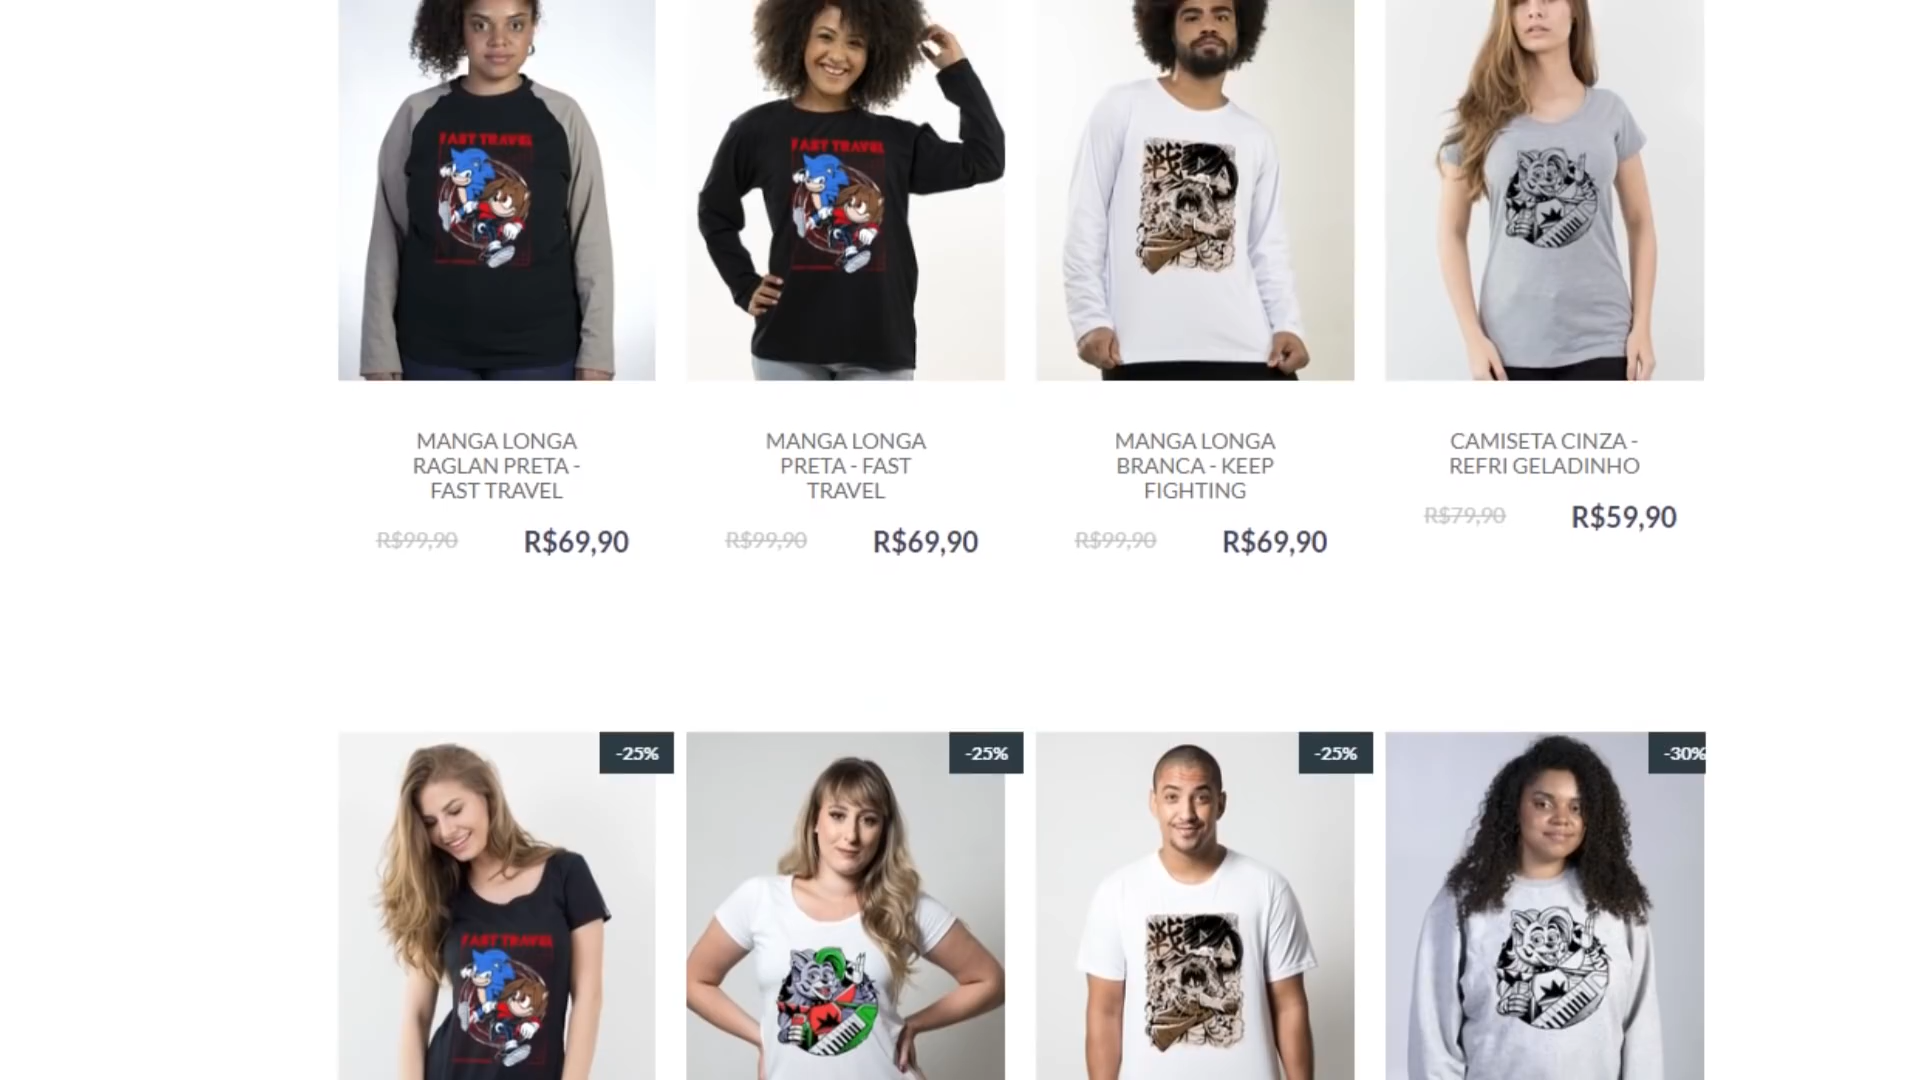 FAST TRAVEL
FAST TRAVEL
MANGA LONGA
RAGLAN PRETA -
FAST TRAVEL
R$99,90 R$69,90
MANGA LONGA
PRETA - FAST
TRAVEL
R$99,90 R$69,90
MANGA LONGA
BRANCA - KEEP
FIGHTING
R$99,90 R$69,90
CAMISETA CINZA -
REFRI GELADINHO
R$79,90 R$59,90
-25%
-25%
-25%
-30%
FAST TRAVEL